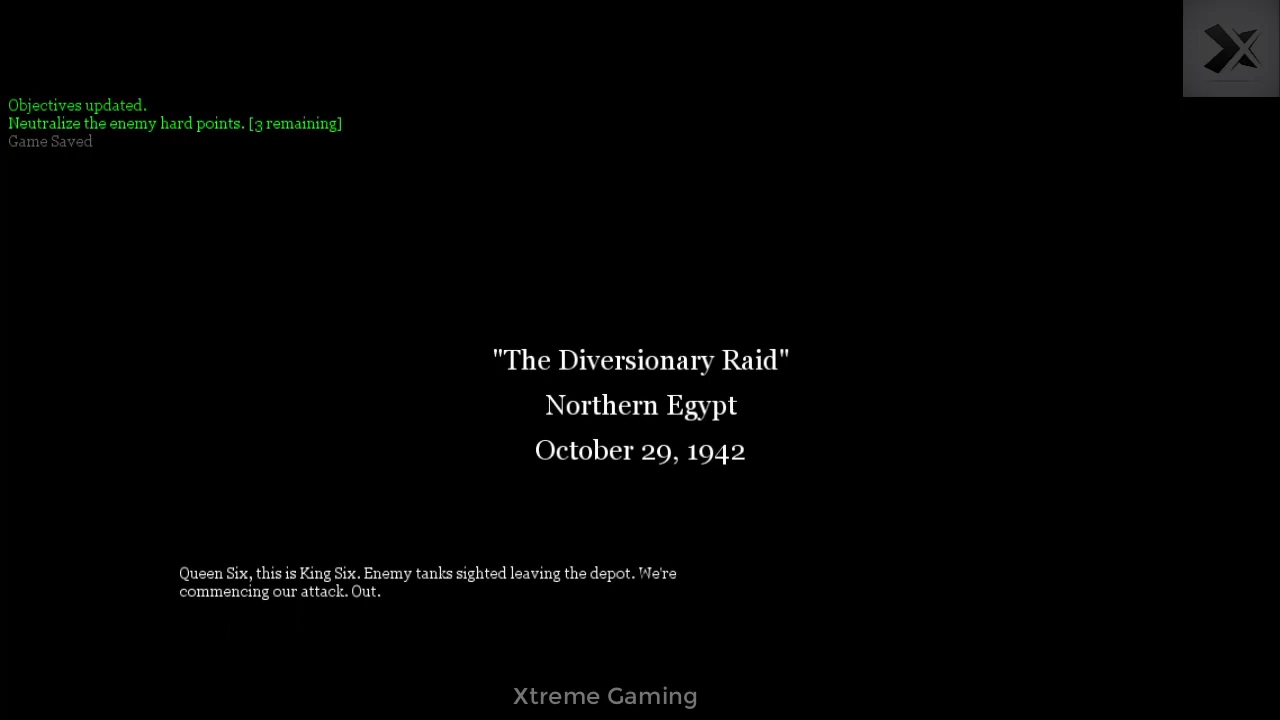 Objectives updated.
Neutralize the enemy hard points. [3 remaining]
Game Saved
"The Diversionary Raid"
Northern Egypt
October 29, 1942
Queen Six, this is King Six. Enemy tanks sighted leaving the depot. We're
commencing our attack. Out.
Xtreme Gaming